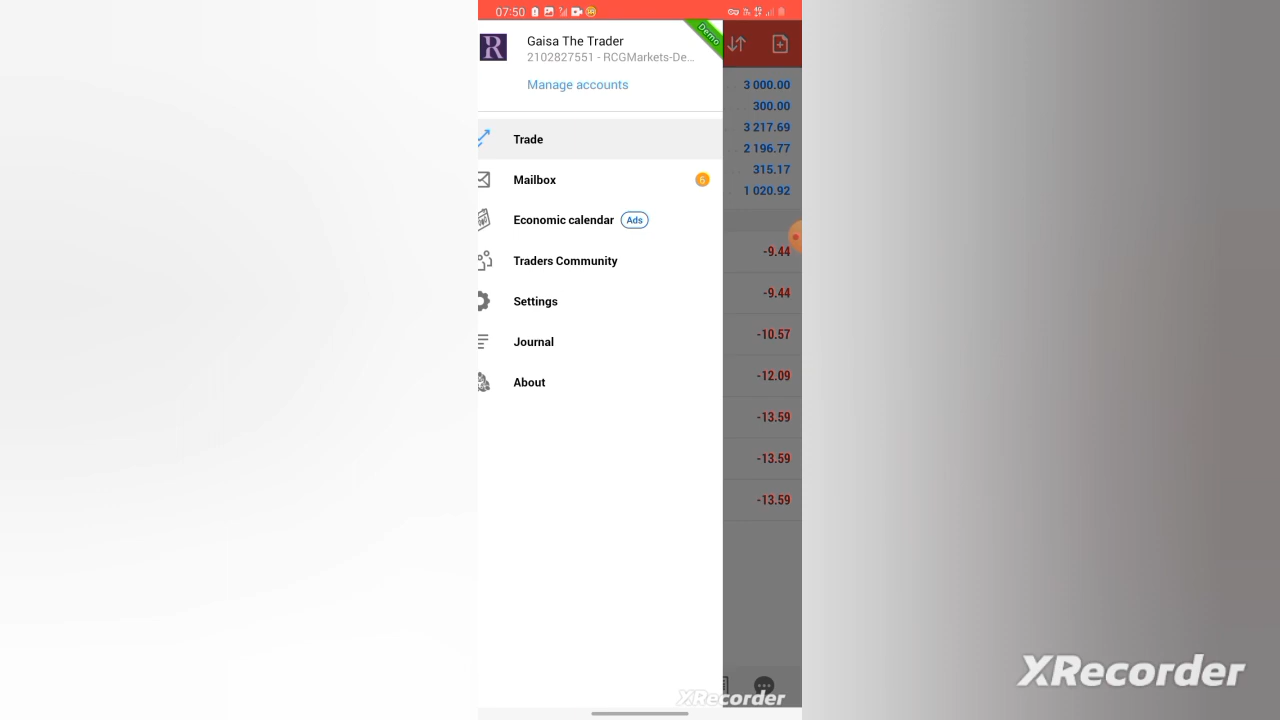 07:50
Demo
R
Gaisa The Trader
2102827551 - RCGMarkets-De...
Manage accounts
Trade
Mailbox
6
Economic calendar Ads
Traders Community
Settings
Journal
About
3 000.00
300.00
3 217.69
2 196.77
315.17
1 020.92
-9.44
-9.44
-10.57
-12.09
-13.59
-13.59
-13.59
XRecorder
XRecorder